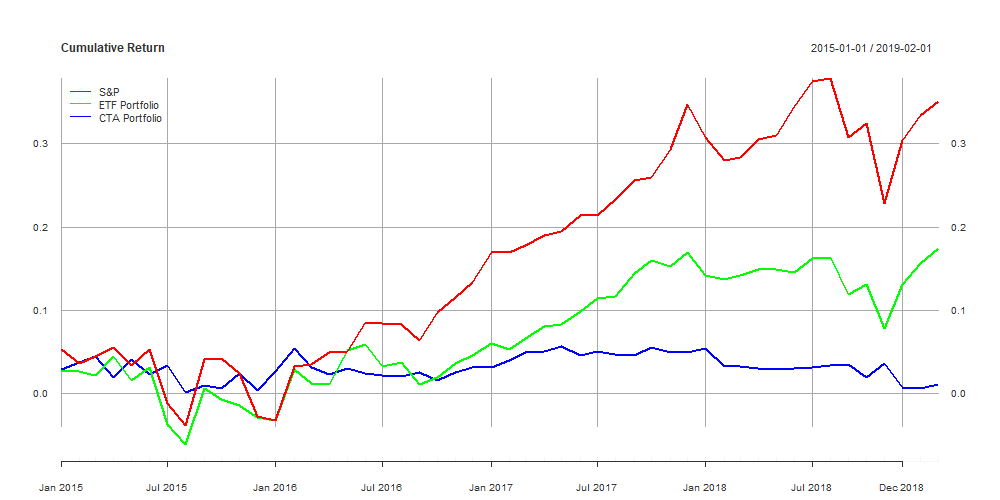 Cumulative Return 2015-01-01 / 2019-02-01
S&P
ETF Portfolio
CTA Portfolio
0.3 0.3
0.2 0.2
0.1 0.1
0.0 0.0
Jan 2015 Jul 2015 Jan 2016 Jul 2016 Jan 2017 Jul 2017 Jan 2018 Jul 2018 Dec 2018